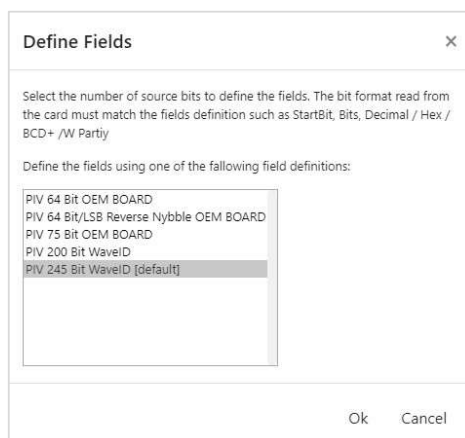 Define Fields
×
Select the number of source bits to define the fields. The bit format read from
the card must match the fields definition such as StartBit, Bits, Decimal / Hex /
BCD+ /W Partiy
Define the fields using one of the fallowing field definitions:
PIV 64 Bit OEM BOARD
PIV 64 Bit/LSB Reverse Nybble OEM BOARD
PIV 75 Bit OEM BOARD
PIV 200 Bit WaveID
PIV 245 Bit WaveID [default]
Ok Cancel